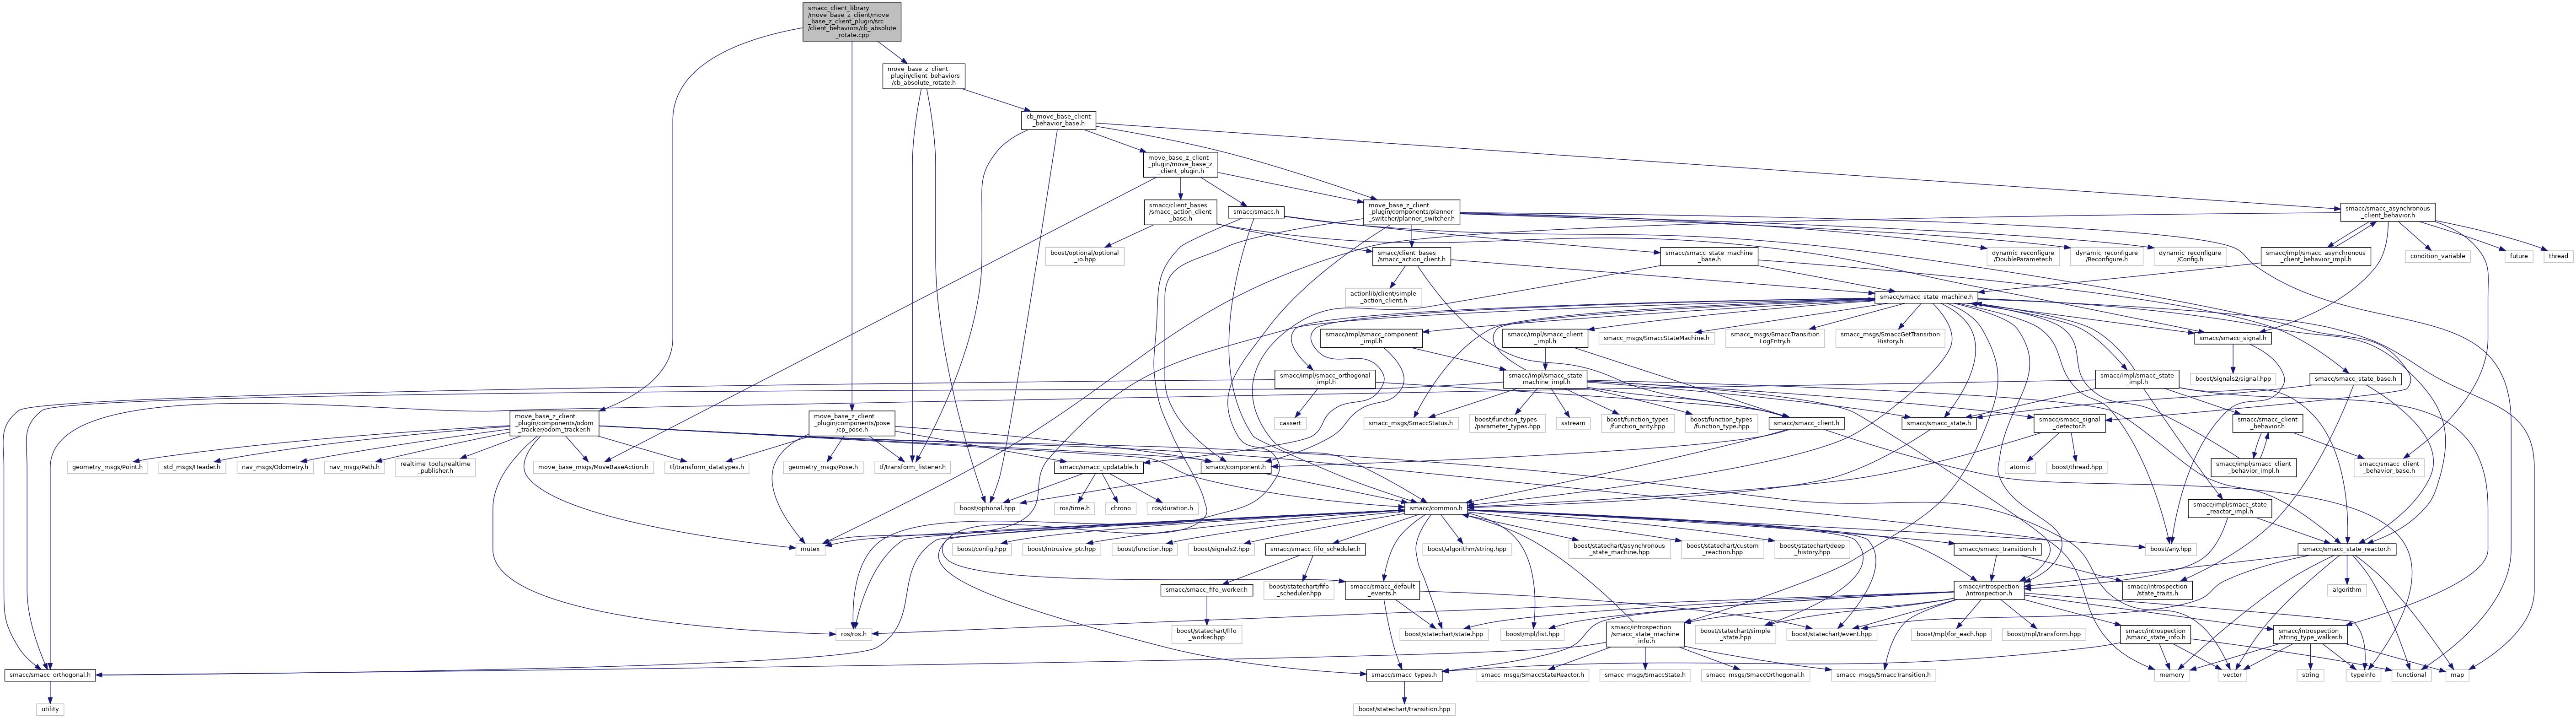 smacc_client_library
/move_base_z_client/move
_base_z_client_plugin/src
/client_behaviors/cb_absolute
_rotate.cpp
move_base_z_client
_plugin/client_behaviors
/cb_absolute_rotate.h
cb_move_base_client
_behavior_base.h
move_base_z_client
_plugin/move_base_z
_client_plugin.h
smacc/client_bases
/smacc_action_client
_base.h
smacc/smacc.h
move_base_z_client
_plugin/components/planner
_switcher/planner_switcher.h
smacc/smacc_asynchronous
_client_behavior.h
boost/optional/optional
_io.hpp
smacc/client_bases
/smacc_action_client.h
smacc/smacc_state_machine
_base.h
dynamic_reconfigure
/DoubleParameter.h
dynamic_reconfigure
/Reconfigure.h
dynamic_reconfigure
/Config.h
smacc/impl/smacc_asynchronous
_client_behavior_impl.h
condition_variable
future
thread
actionlib/client/simple
_action_client.h
smacc/smacc_state_machine.h
smacc/impl/smacc_component
_impl.h
smacc/impl/smacc_client
_impl.h
smacc_msgs/SmaccStateMachine.h
smacc_msgs/SmaccTransition
LogEntry.h
smacc_msgs/SmaccGetTransition
History.h
smacc/smacc_signal.h
smacc/impl/smacc_orthogonal
_impl.h
smacc/impl/smacc_state
_machine_impl.h
smacc/impl/smacc_state
_impl.h
boost/signals2/signal.hpp
smacc/smacc_state_base.h
move_base_z_client
_plugin/components/odom
_tracker/odom_tracker.h
move_base_z_client
_plugin/components/pose
/cp_pose.h
cassert
smacc_msgs/SmaccStatus.h
boost/function_types
/parameter_types.hpp
sstream
boost/function_types
/function_arity.hpp
boost/function_types
/function_type.hpp
smacc/smacc_client.h
smacc/smacc_state.h
smacc/smacc_signal
_detector.h
smacc/smacc_client
_behavior.h
geometry_msgs/Point.h
std_msgs/Header.h
nav_msgs/Odometry.h
nav_msgs/Path.h
realtime_tools/realtime
_publisher.h
move_base_msgs/MoveBaseAction.h
tf/transform_datatypes.h
geometry_msgs/Pose.h
tf/transform_listener.h
smacc/smacc_updatable.h
smacc/component.h
atomic
boost/thread.hpp
smacc/impl/smacc_client
_behavior_impl.h
smacc/smacc_client
_behavior_base.h
boost/optional.hpp
ros/time.h
chrono
ros/duration.h
smacc/common.h
smacc/impl/smacc_state
_reactor_impl.h
mutex
boost/config.hpp
boost/intrusive_ptr.hpp
boost/function.hpp
boost/signals2.hpp
smacc/smacc_fifo_scheduler.h
boost/algorithm/string.hpp
boost/statechart/asynchronous
_state_machine.hpp
boost/statechart/custom
_reaction.hpp
boost/statechart/deep
_history.hpp
smacc/smacc_transition.h
boost/any.hpp
smacc/smacc_state_reactor.h
smacc/smacc_fifo_worker.h
boost/statechart/fifo
_scheduler.hpp
smacc/smacc_default
_events.h
smacc/introspection
/introspection.h
smacc/introspection
/state_traits.h
algorithm
ros/ros.h
boost/statechart/fifo
_worker.hpp
boost/statechart/state.hpp
boost/mpl/list.hpp
smacc/introspection
/smacc_state_machine
_info.h
boost/statechart/simple
_state.hpp
boost/statechart/event.hpp
boost/mpl/for_each.hpp
boost/mpl/transform.hpp
smacc/introspection
/smacc_state_info.h
smacc/introspection
/string_type_walker.h
smacc/smacc_orthogonal.h
smacc/smacc_types.h
smacc_msgs/SmaccStateReactor.h
smacc_msgs/SmaccState.h
smacc_msgs/SmaccOrthogonal.h
smacc_msgs/SmaccTransition.h
memory
vector
string
typeinfo
functional
map
utility
boost/statechart/transition.hpp